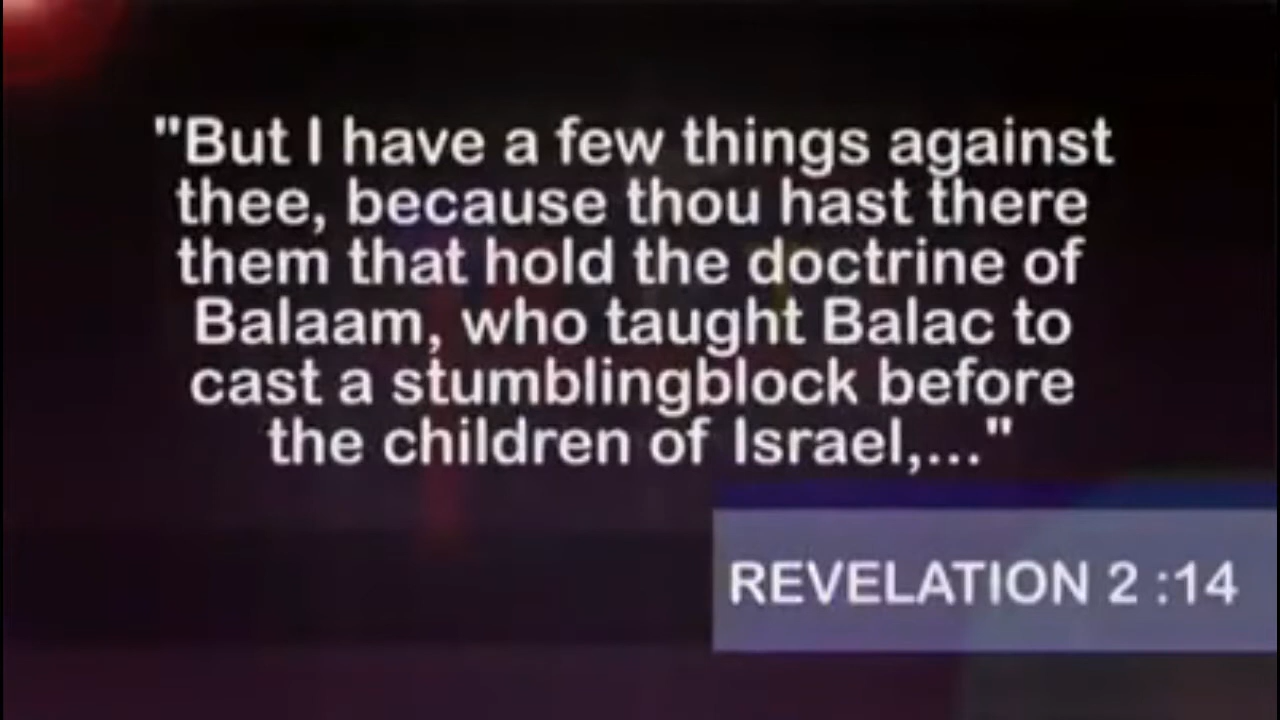 "But I have a few things against
thee, because thou hast there
them that hold the doctrine of
Balaam, who taught Balac to
cast a stumblingblock before
the children of Israel,..."
REVELATION 2 :14